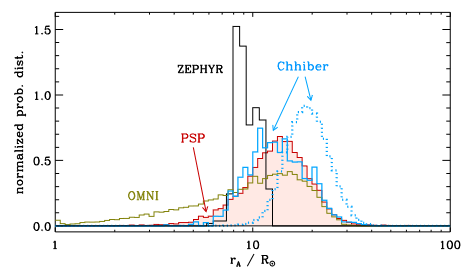 normalized prob. dist.
1.5
1.0
0.5
0.0
ZEPHYR
Chhiber
PSP
OMNI
1
10
100
r_A / R_☉